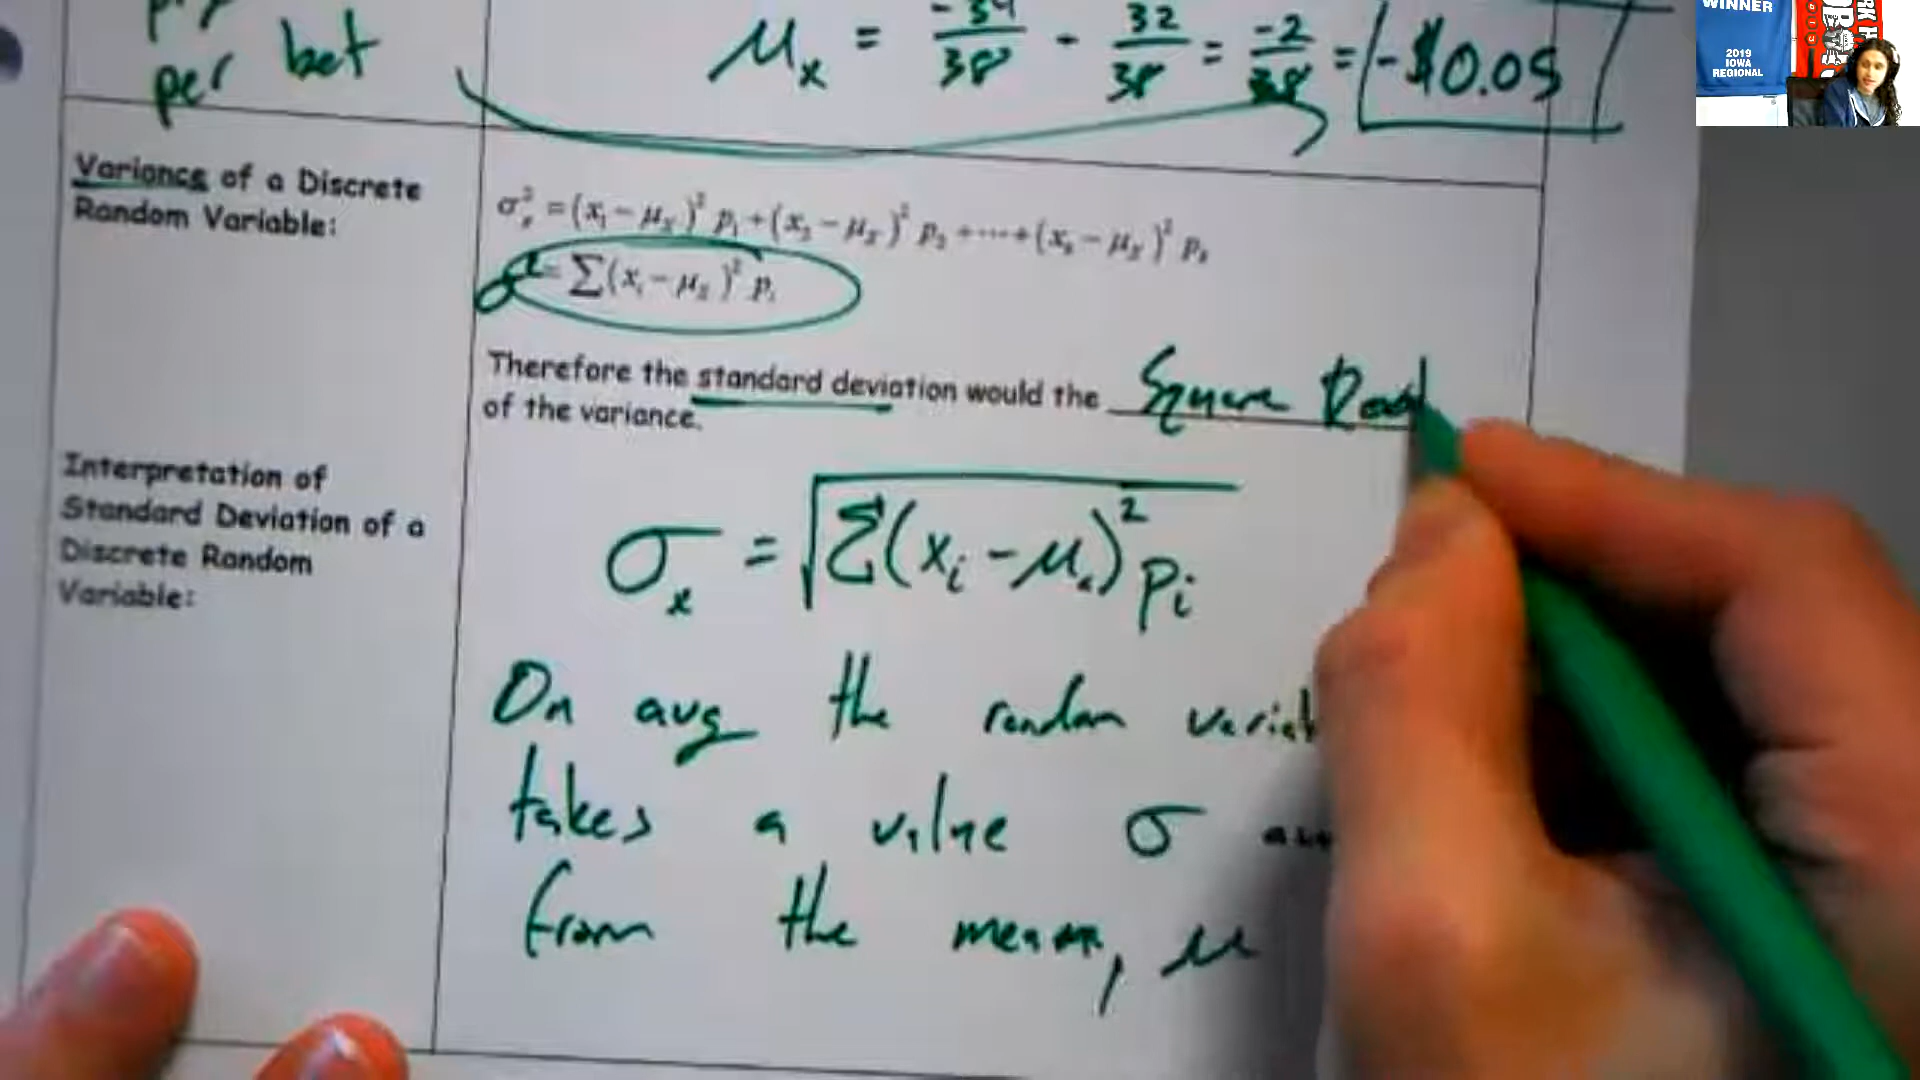 per bet
μx = -34/38 - 32/38 = -2/38 = -$0.05
WINNER
2019
IOWA
REGIONAL
Variance of a Discrete
Random Variable:
σx² = (x₁ - μX)² p₁ + (x₂ - μX)² p₂ + ··· + (xk - μX)² pk
σ² = Σ(xi - μX)² pi
Therefore the standard deviation would the Square Root
of the variance.
Interpretation of
Standard Deviation of a
Discrete Random
Variable:
σx = √Σ(xi - μx)² pi
On avg the random variab
takes a value σ
from the mean, μ